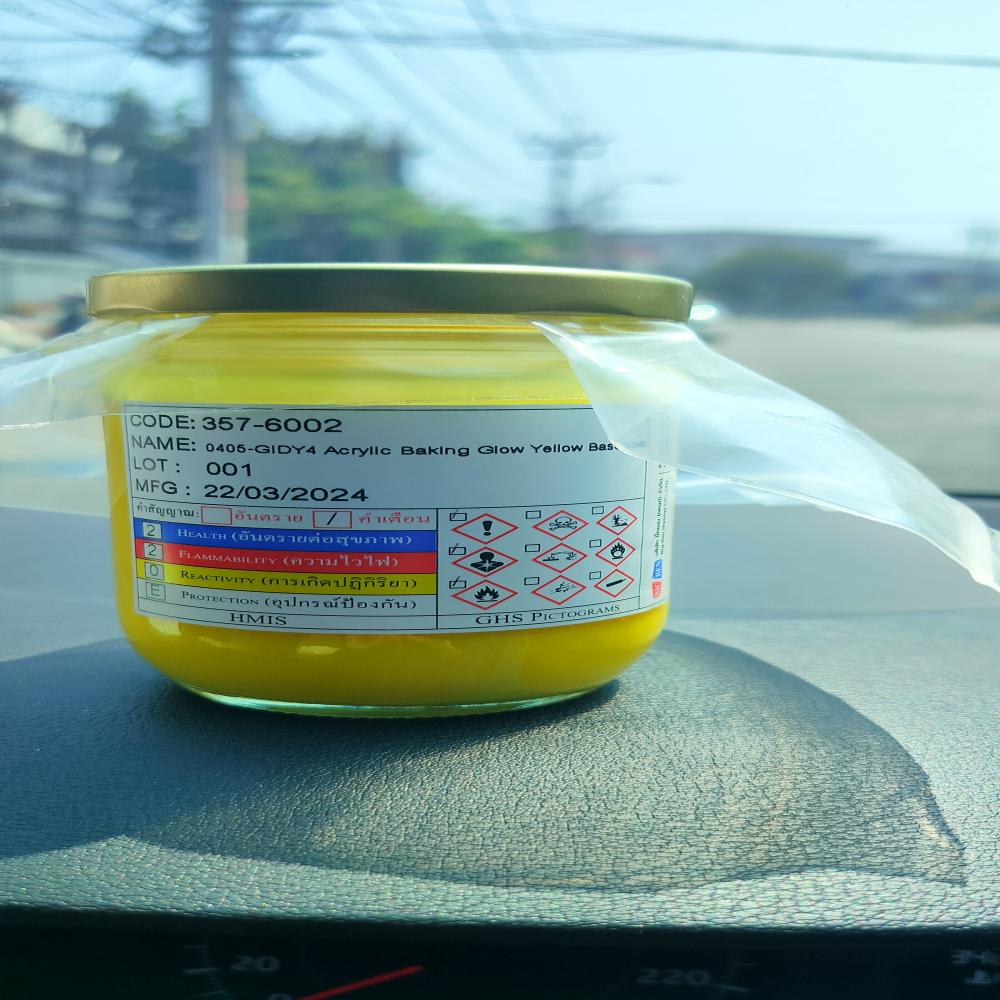 CODE: 357-6002
NAME: 0405-GIDY4 Acrylic Baking Glow Yellow Bas
LOT : 001
MFG : 22/03/2024
คำสัญญาณ: อันตราย / คำเตือน
2 HEALTH (อันตรายต่อสุขภาพ)
2 FLAMMABILITY (ความไวไฟ)
0 REACTIVITY (การเกิดปฏิกิริยา)
E PROTECTION (อุปกรณ์ป้องกัน)
HMIS
GHS PICTOGRAMS
20
220